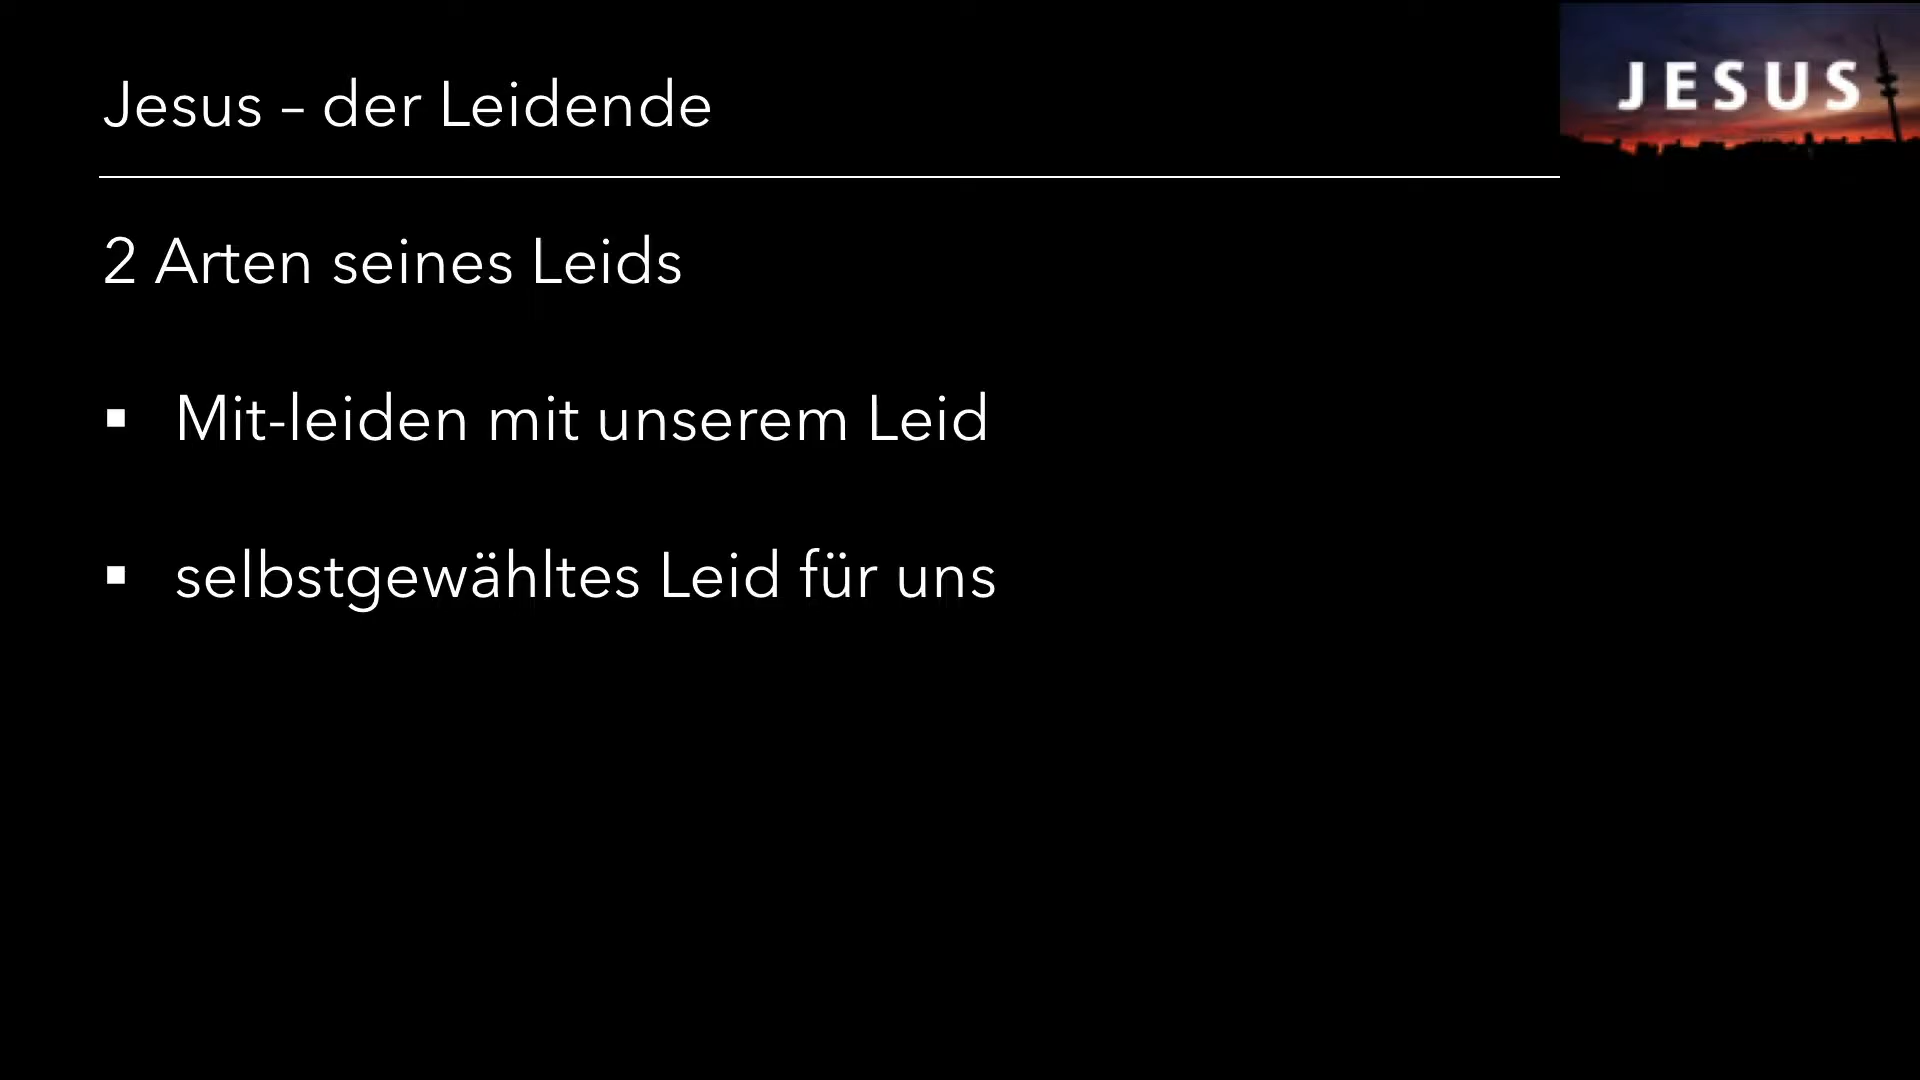 Jesus – der Leidende
JESUS
2 Arten seines Leids
▪ Mit-leiden mit unserem Leid
▪ selbstgewähltes Leid für uns